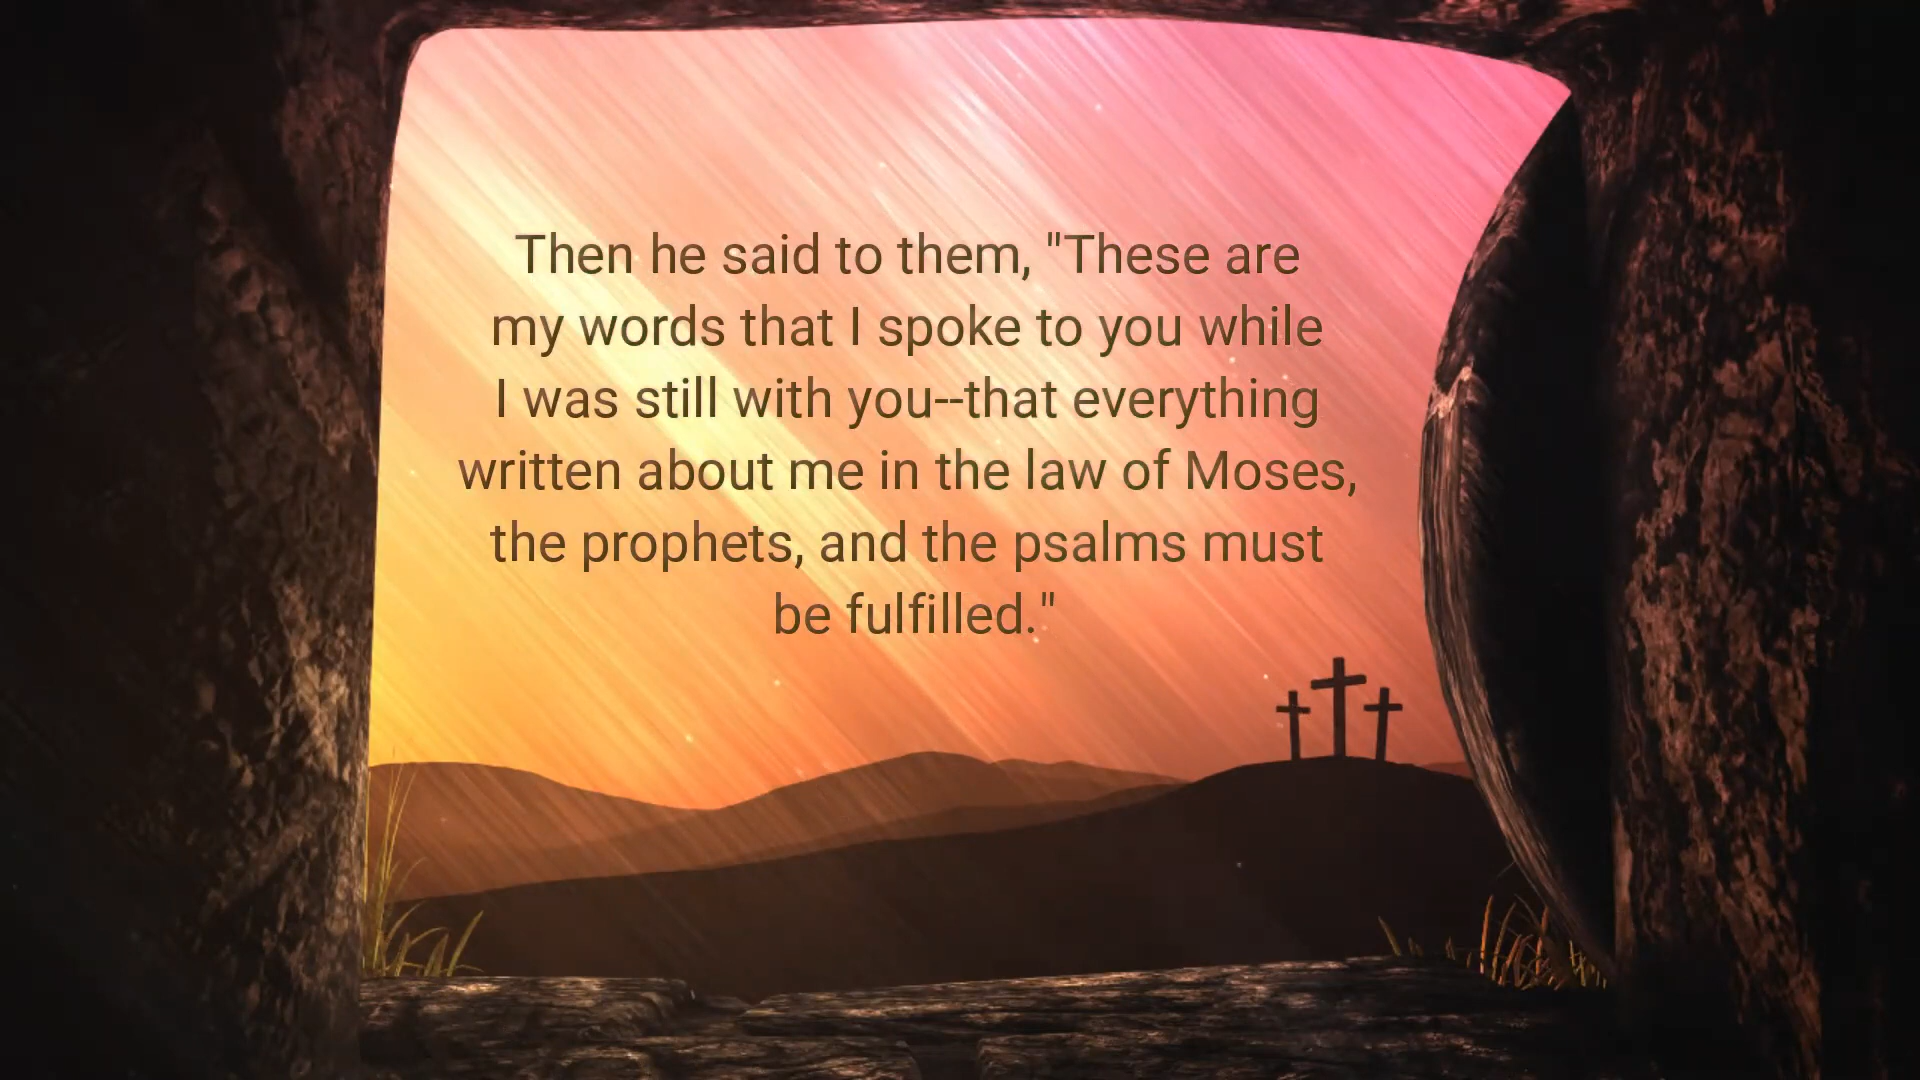 Then he said to them, "These are
my words that I spoke to you while
I was still with you--that everything
written about me in the law of Moses,
the prophets, and the psalms must
be fulfilled."